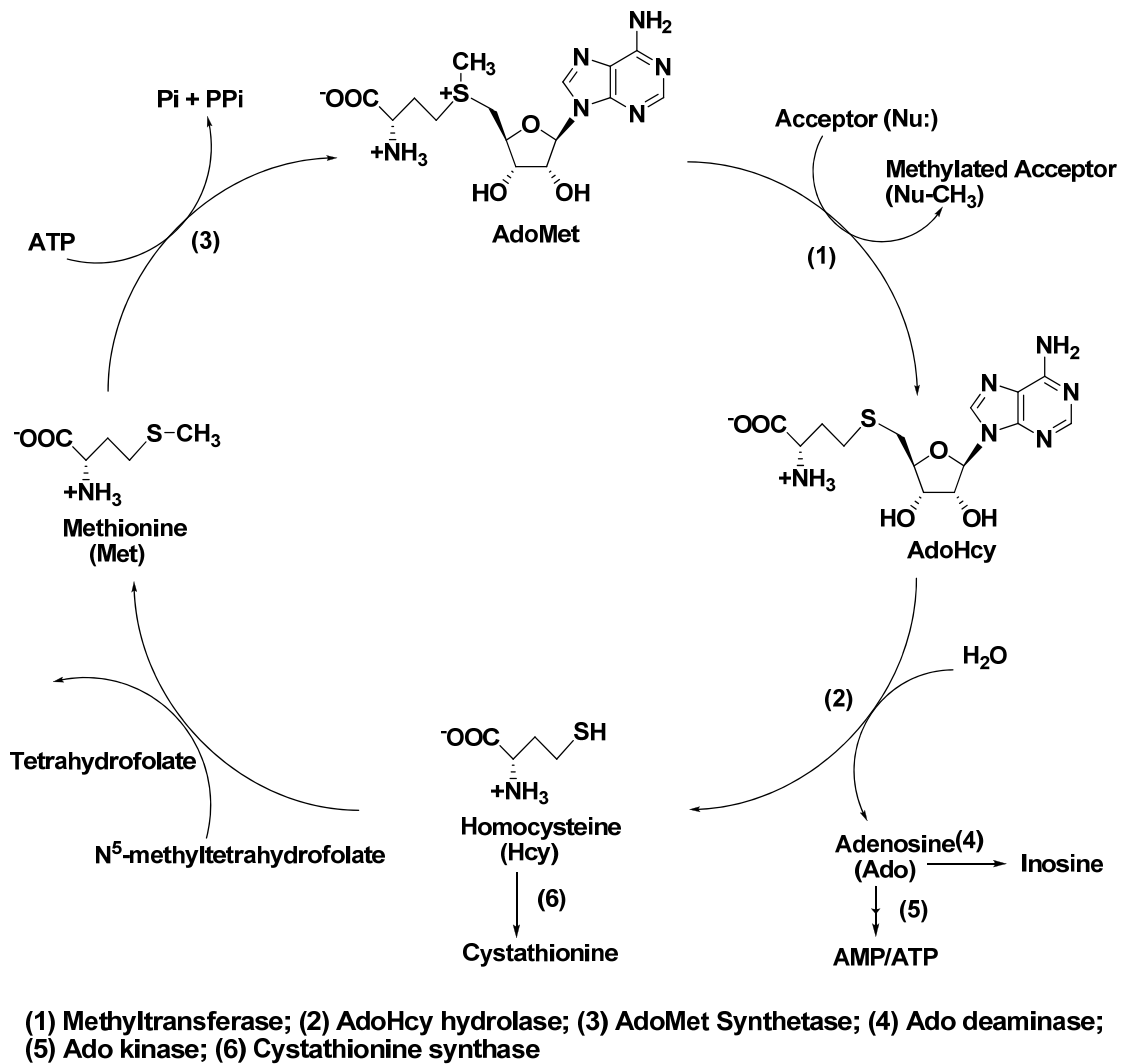 NH₂
CH₃
N
N
⁻OOC
+S
N
N
O
+NH₃
HO
OH
AdoMet
Pi + PPi
ATP
(3)
Acceptor (Nu:)
Methylated Acceptor
(Nu-CH₃)
(1)
NH₂
N
N
⁻OOC
S
N
N
O
+NH₃
HO
OH
AdoHcy
⁻OOC
S-CH₃
+NH₃
Methionine
(Met)
H₂O
(2)
⁻OOC
SH
+NH₃
Homocysteine
(Hcy)
(6)
Cystathionine
Tetrahydrofolate
N⁵-methyltetrahydrofolate
Adenosine(4)
(Ado)
Inosine
(5)
AMP/ATP
(1) Methyltransferase; (2) AdoHcy hydrolase; (3) AdoMet Synthetase; (4) Ado deaminase;
(5) Ado kinase; (6) Cystathionine synthase